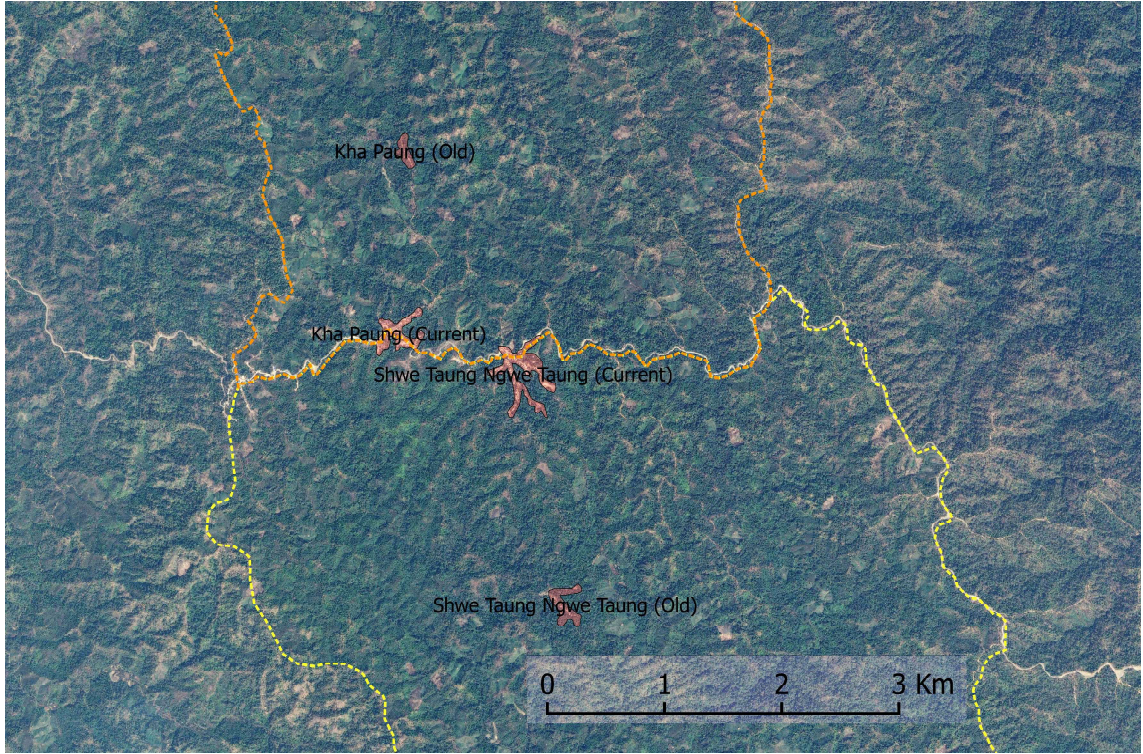 Kha Paung (Old)
Kha Paung (Current)
Shwe Taung Ngwe Taung (Current)
Shwe Taung Ngwe Taung (Old)
0 1 2 3 Km